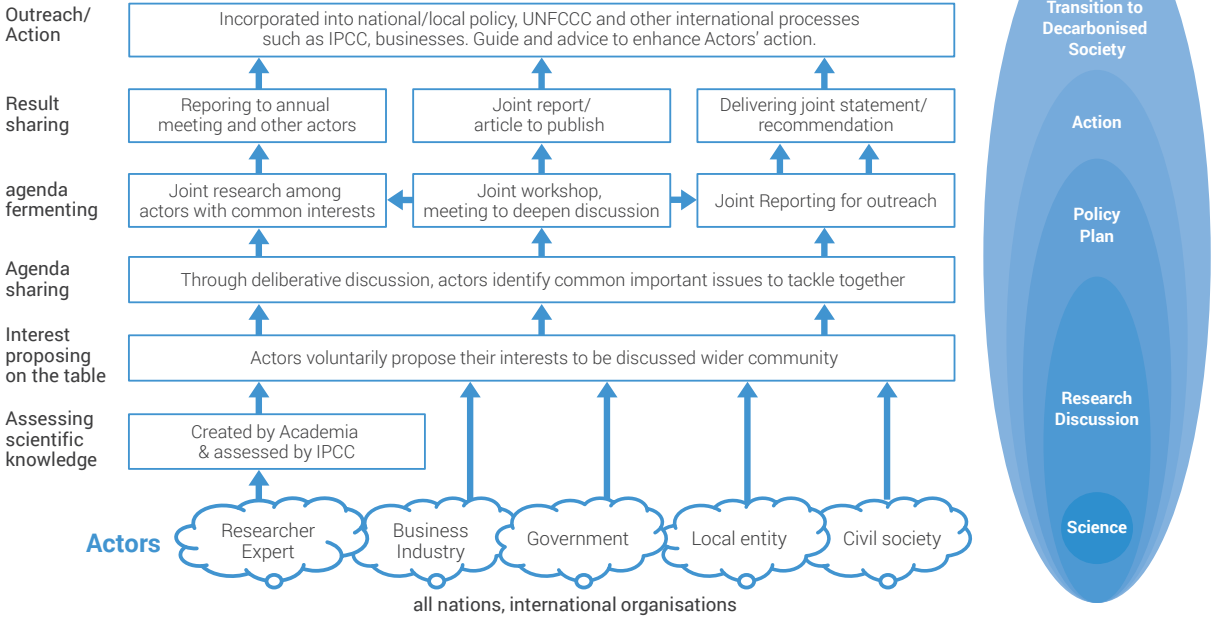 Outreach/
Action
Incorporated into national/local policy, UNFCCC and other international processes
such as IPCC, businesses. Guide and advice to enhance Actors' action.
Result
sharing
Reporing to annual
meeting and other actors
Joint report/
article to publish
Delivering joint statement/
recommendation
agenda
fermenting
Joint research among
actors with common interests
Joint workshop,
meeting to deepen discussion
Joint Reporting for outreach
Agenda
sharing
Through deliberative discussion, actors identify common important issues to tackle together
Interest
proposing
on the table
Actors voluntarily propose their interests to be discussed wider community
Assessing
scientific
knowledge
Created by Academia
& assessed by IPCC
Actors
Researcher
Expert
Business
Industry
Government
Local entity
Civil society
all nations, international organisations
Transition to
Decarbonised
Society
Action
Policy
Plan
Research
Discussion
Science